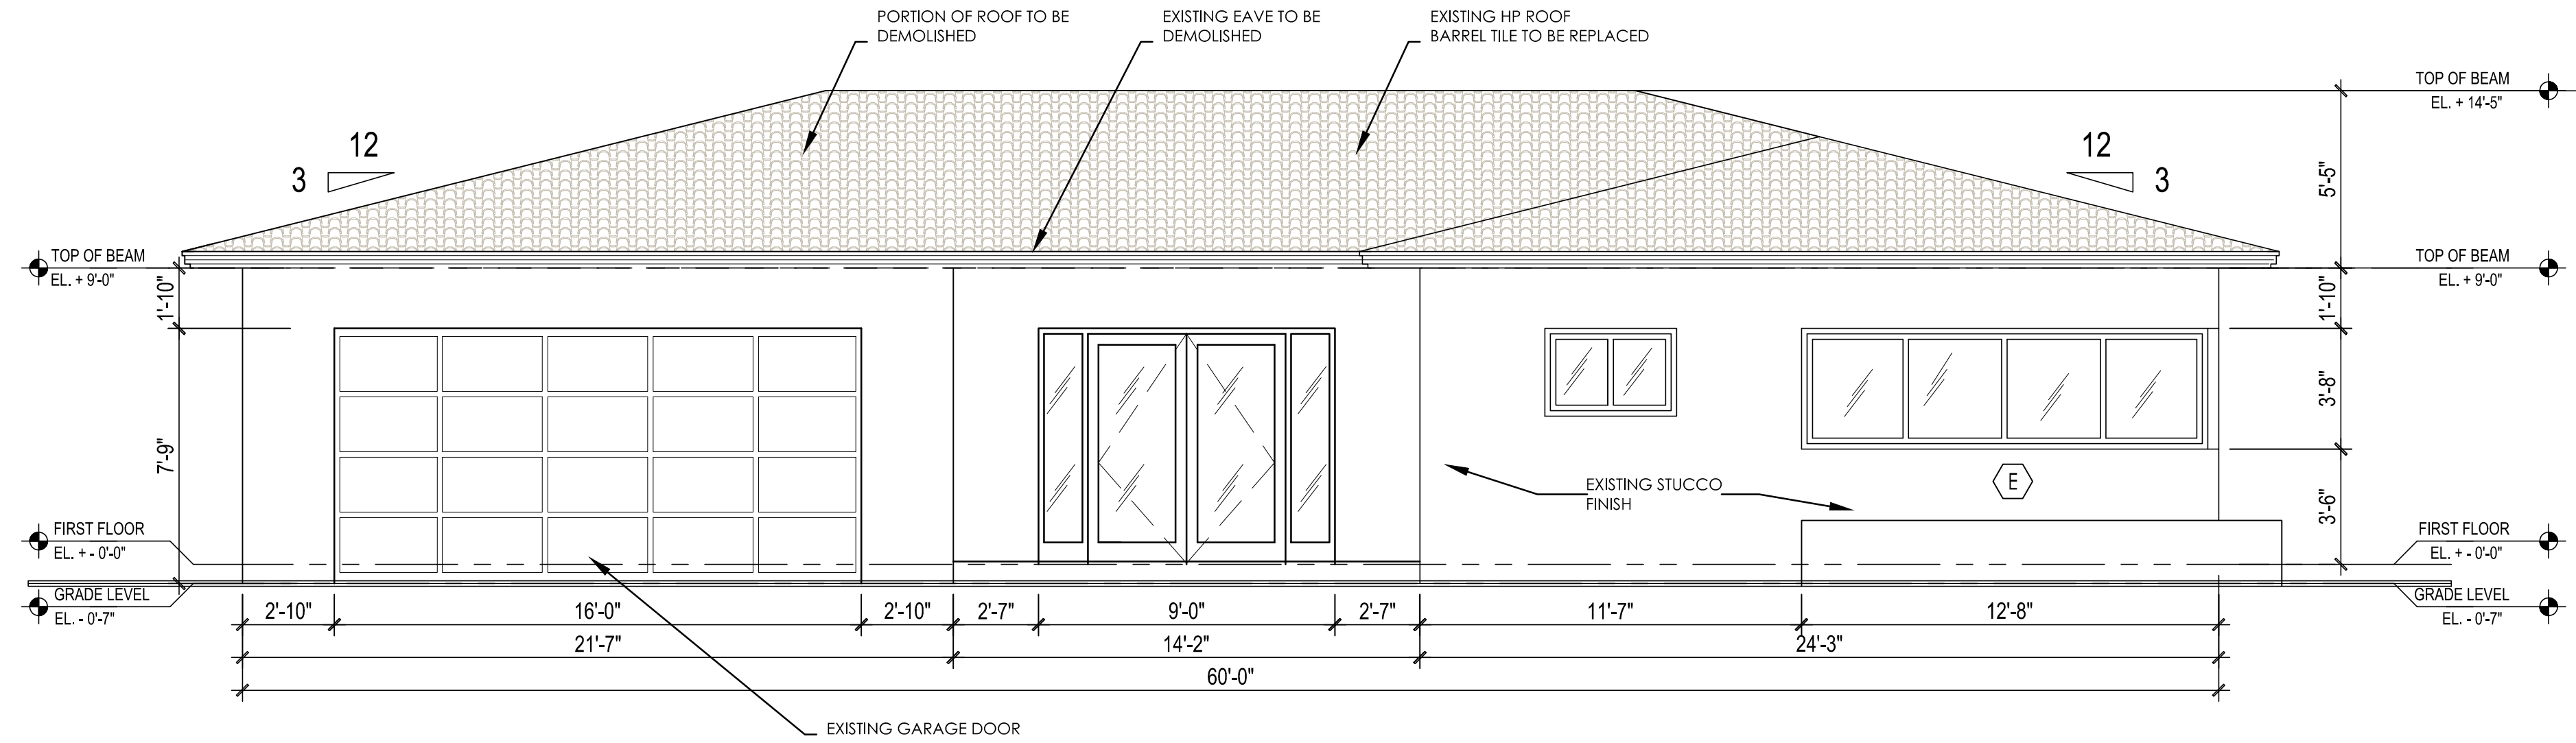 PORTION OF ROOF TO BE
DEMOLISHED
EXISTING EAVE TO BE
DEMOLISHED
EXISTING HP ROOF
BARREL TILE TO BE REPLACED
TOP OF BEAM
EL. + 14'-5"
12
3
12
3
5'-5"
TOP OF BEAM
EL. + 9'-0"
TOP OF BEAM
EL. + 9'-0"
1'-10"
1'-10"
7'-9"
3'-8"
3'-6"
EXISTING STUCCO
FINISH
E
FIRST FLOOR
EL. + - 0'-0"
FIRST FLOOR
EL. + - 0'-0"
GRADE LEVEL
EL. - 0'-7"
GRADE LEVEL
EL. - 0'-7"
2'-10"
16'-0"
2'-10"
2'-7"
9'-0"
2'-7"
11'-7"
12'-8"
21'-7"
14'-2"
24'-3"
60'-0"
EXISTING GARAGE DOOR